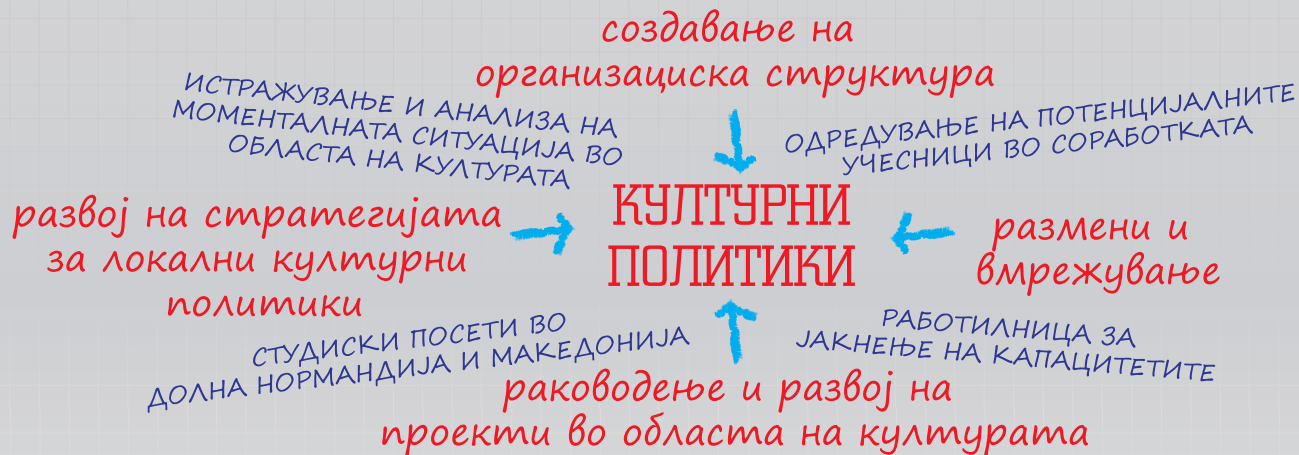 создавање на
организациска структура
ИСТРАЖУВАЊЕ И АНАЛИЗА НА
МОМЕНТАЛНАТА СИТУАЦИЈА ВО
ОБЛАСТА НА КУЛТУРАТА
ОДРЕДУВАЊЕ НА ПОТЕНЦИЈАЛНИТЕ
УЧЕСНИЦИ ВО СОРАБОТКАТА
развој на стратегијата
за локални културни
политики
КУЛТУРНИ
ПОЛИТИКИ
размени и
вмрежување
СТУДИСКИ ПОСЕТИ ВО
ДОЛНА НОРМАНДИЈА И МАКЕДОНИЈА
РАБОТИЛНИЦА ЗА
ЈАКНЕЊЕ НА КАПАЦИТЕТИТЕ
раководење и развој на
проекти во областа на културата